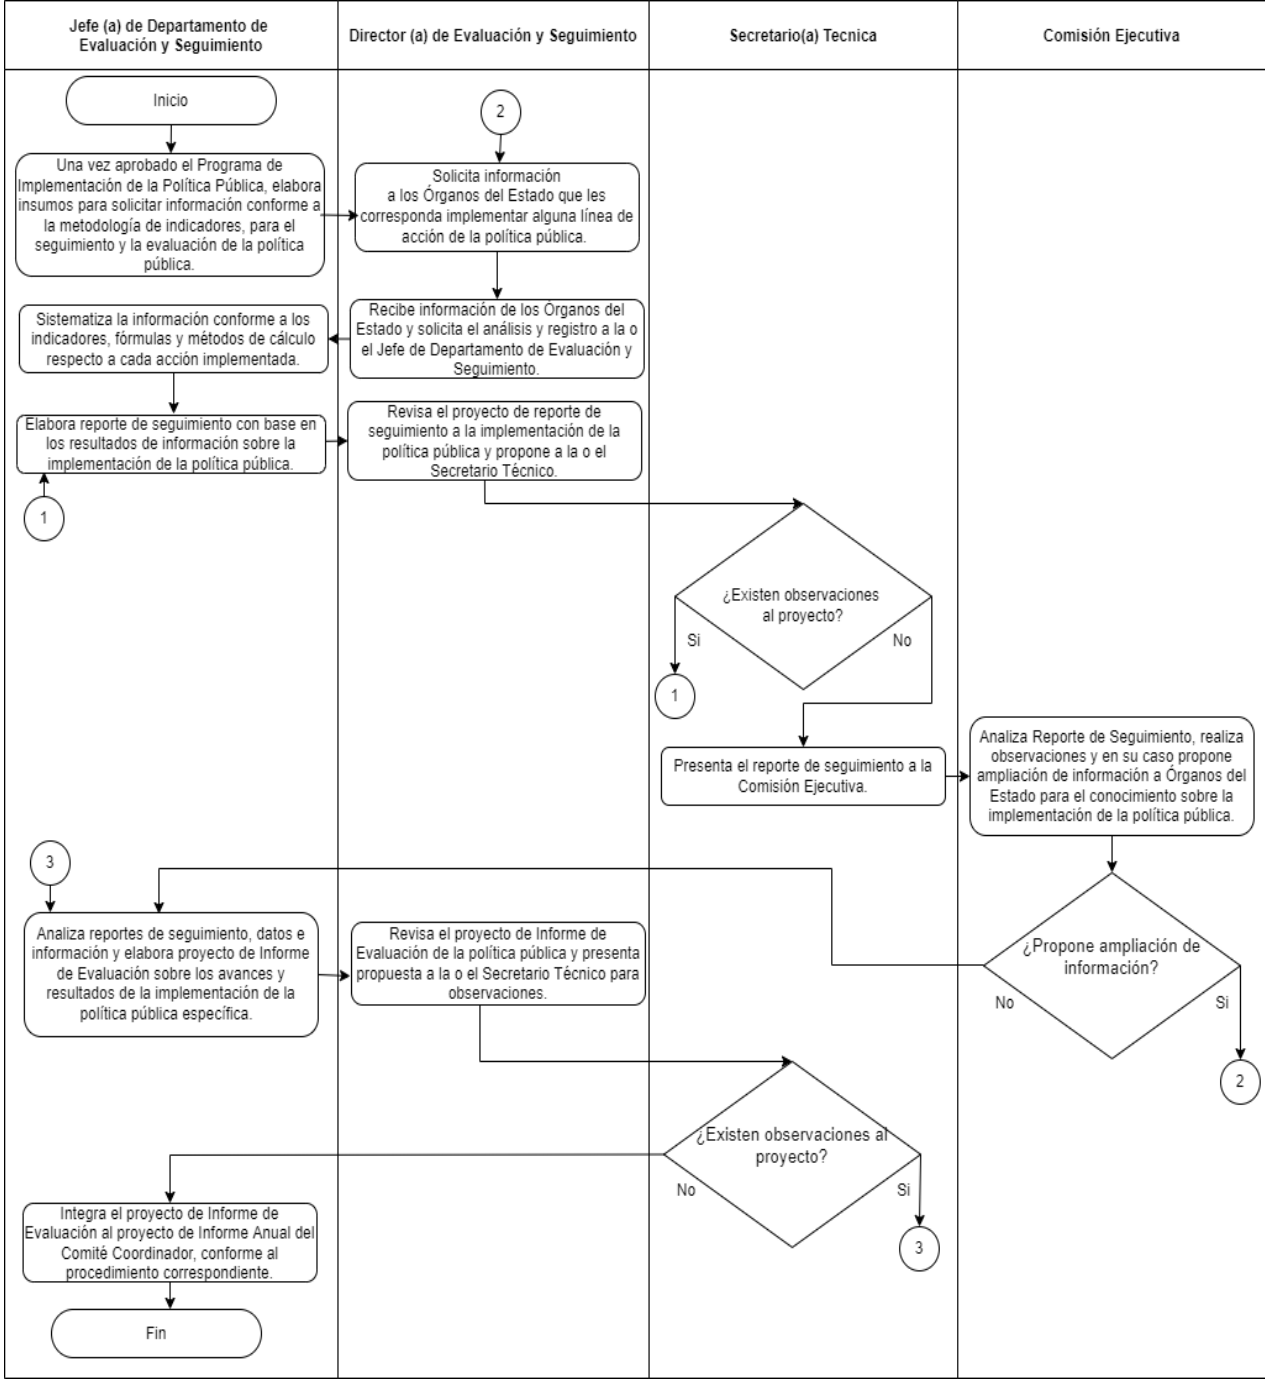 Jefe (a) de Departamento de
Evaluación y Seguimiento
Director (a) de Evaluación y Seguimiento
Secretario(a) Tecnica
Comisión Ejecutiva
Inicio
2
Una vez aprobado el Programa de
Implementación de la Política Pública, elabora
insumos para solicitar información conforme a
la metodología de indicadores, para el
seguimiento y la evaluación de la política
pública.
Solicita información
a los Órganos del Estado que les
corresponda implementar alguna línea de
acción de la política pública.
Recibe información de los Órganos del
Estado y solicita el análisis y registro a la o
el Jefe de Departamento de Evaluación y
Seguimiento.
Sistematiza la información conforme a los
indicadores, fórmulas y métodos de cálculo
respecto a cada acción implementada.
Elabora reporte de seguimiento con base en
los resultados de información sobre la
implementación de la política pública.
Revisa el proyecto de reporte de
seguimiento a la implementación de la
política pública y propone a la o el
Secretario Técnico.
1
¿Existen observaciones
al proyecto?
Si
No
1
Presenta el reporte de seguimiento a la
Comisión Ejecutiva.
Analiza Reporte de Seguimiento, realiza
observaciones y en su caso propone
ampliación de información a Órganos del
Estado para el conocimiento sobre la
implementación de la política pública.
3
¿Propone ampliación de
información?
No
Si
2
Analiza reportes de seguimiento, datos e
información y elabora proyecto de Informe
de Evaluación sobre los avances y
resultados de la implementación de la
política pública específica.
Revisa el proyecto de Informe de
Evaluación de la política pública y presenta
propuesta a la o el Secretario Técnico para
observaciones.
¿Existen observaciones al
proyecto?
No
Si
3
Integra el proyecto de Informe de
Evaluación al proyecto de Informe Anual del
Comité Coordinador, conforme al
procedimiento correspondiente.
Fin